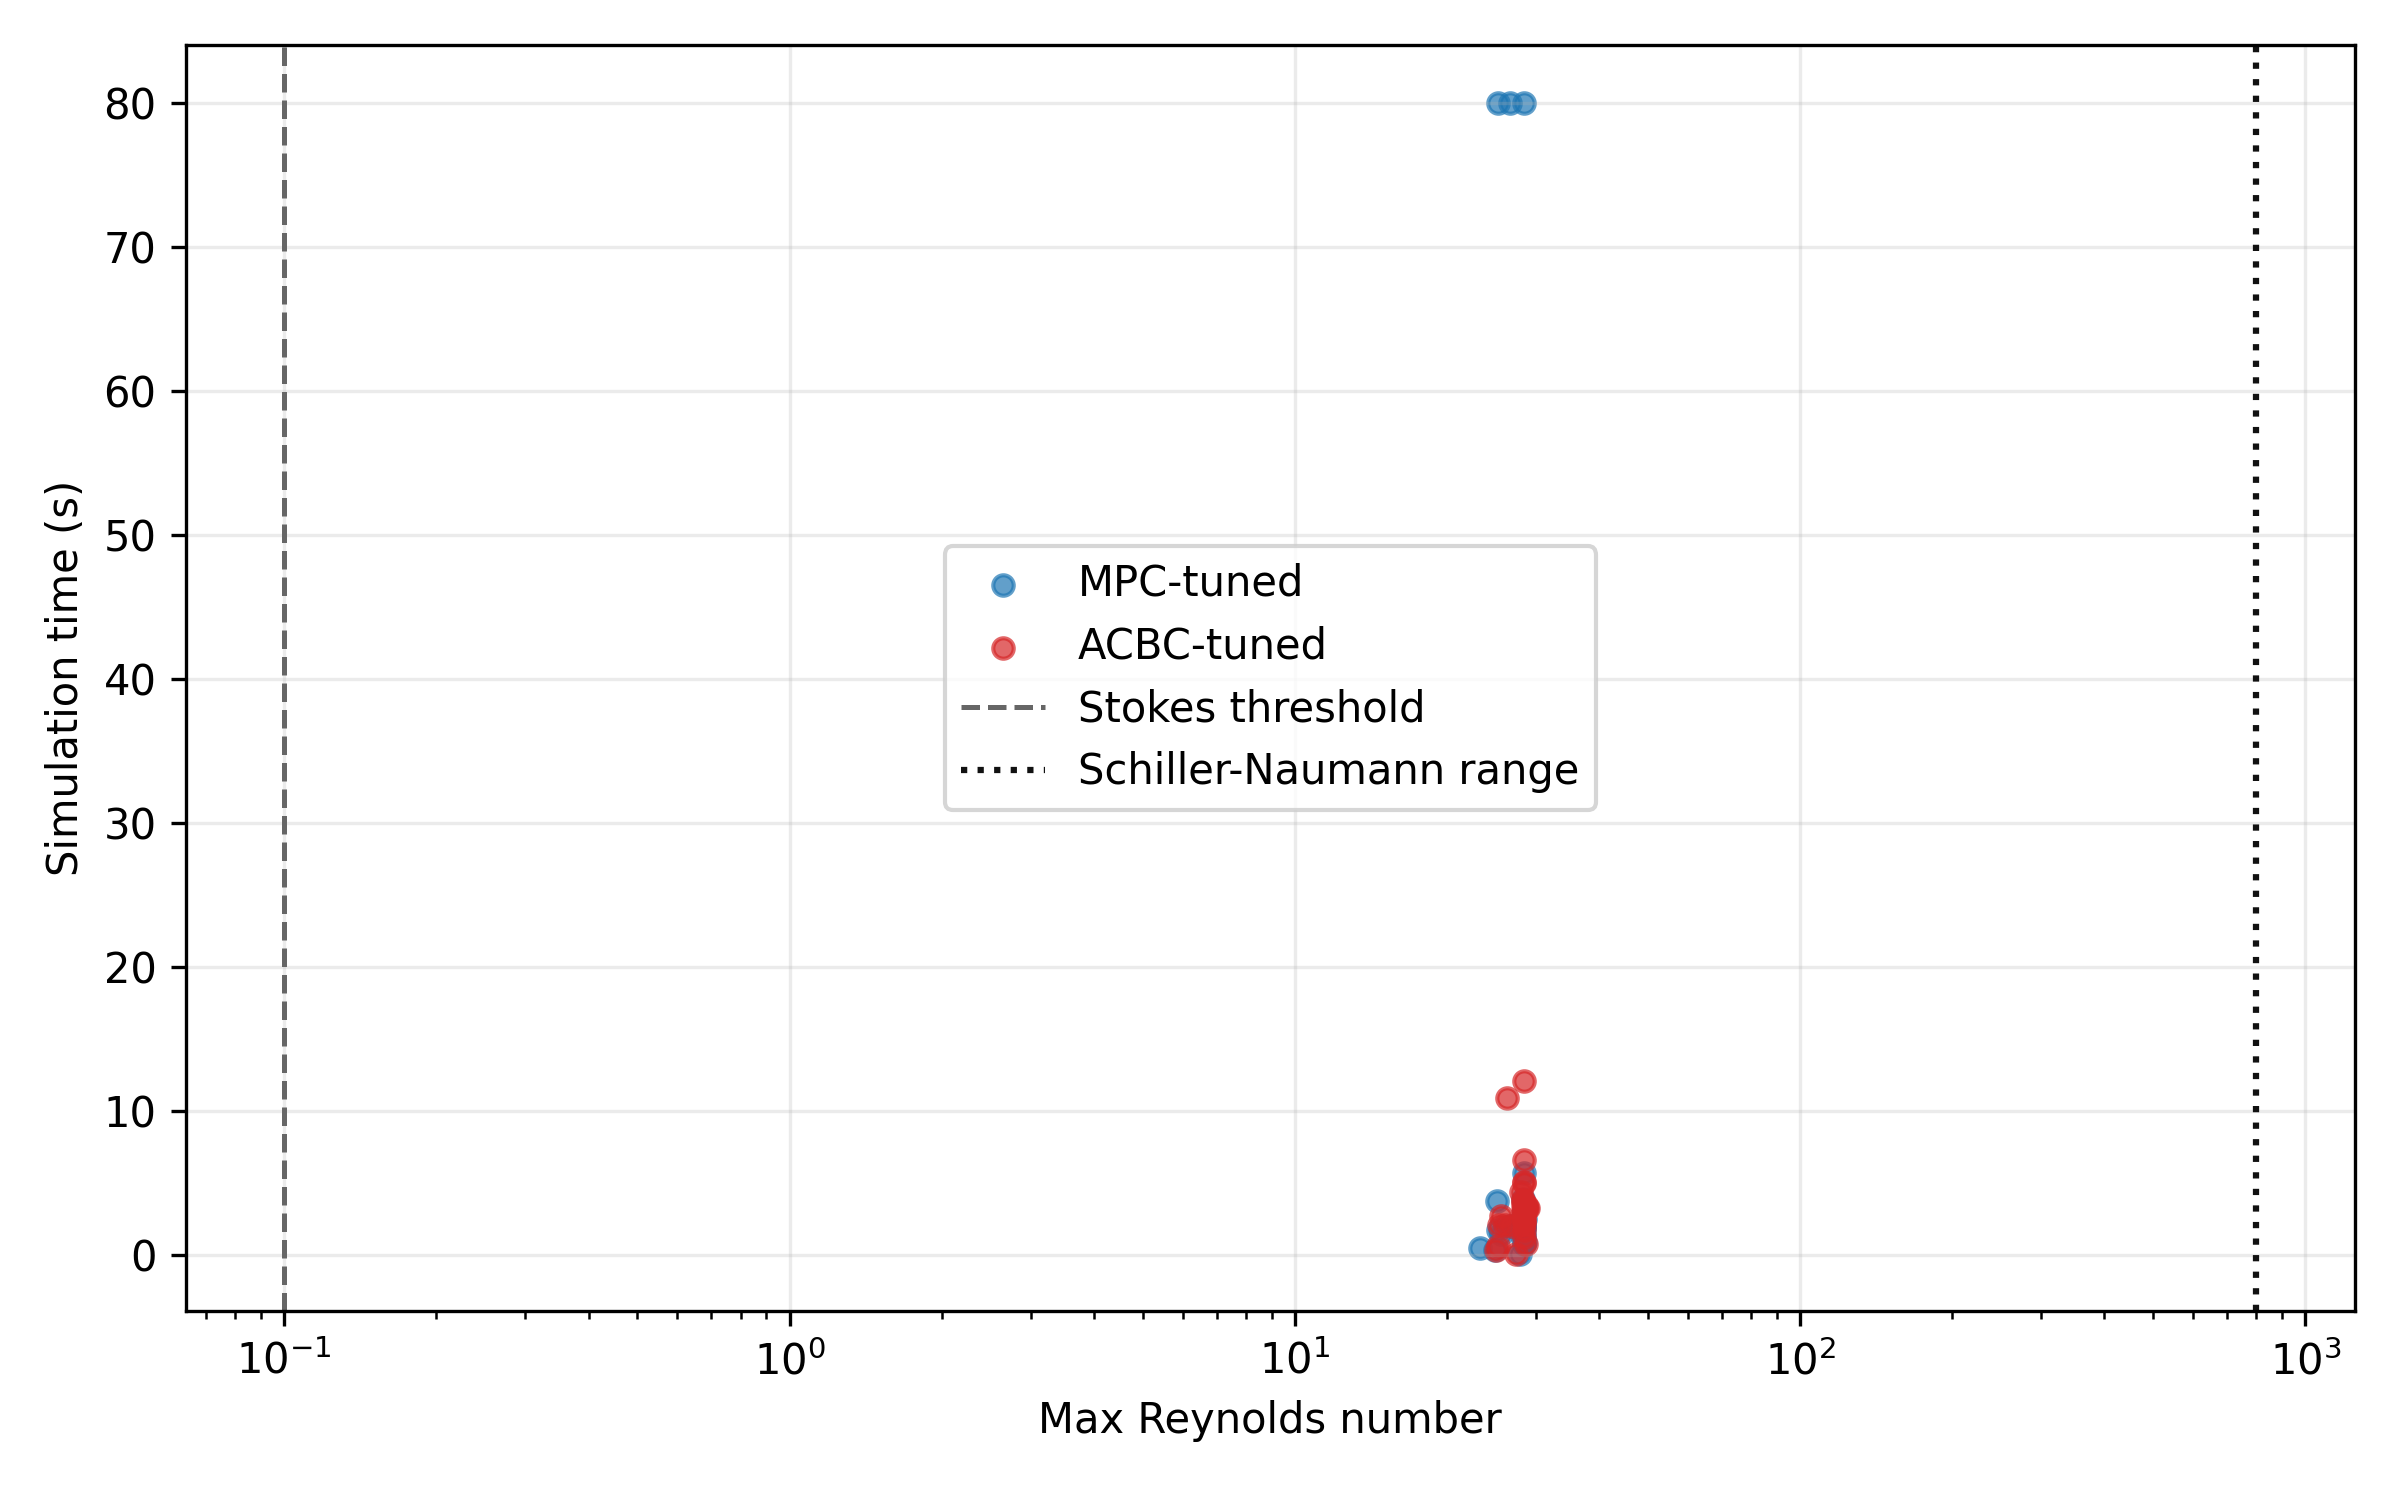 80
70
60
50
40
30
20
10
0
Simulation time (s)
MPC-tuned
ACBC-tuned
Stokes threshold
Schiller-Naumann range
10⁻¹ 10⁰ 10¹ 10² 10³
Max Reynolds number